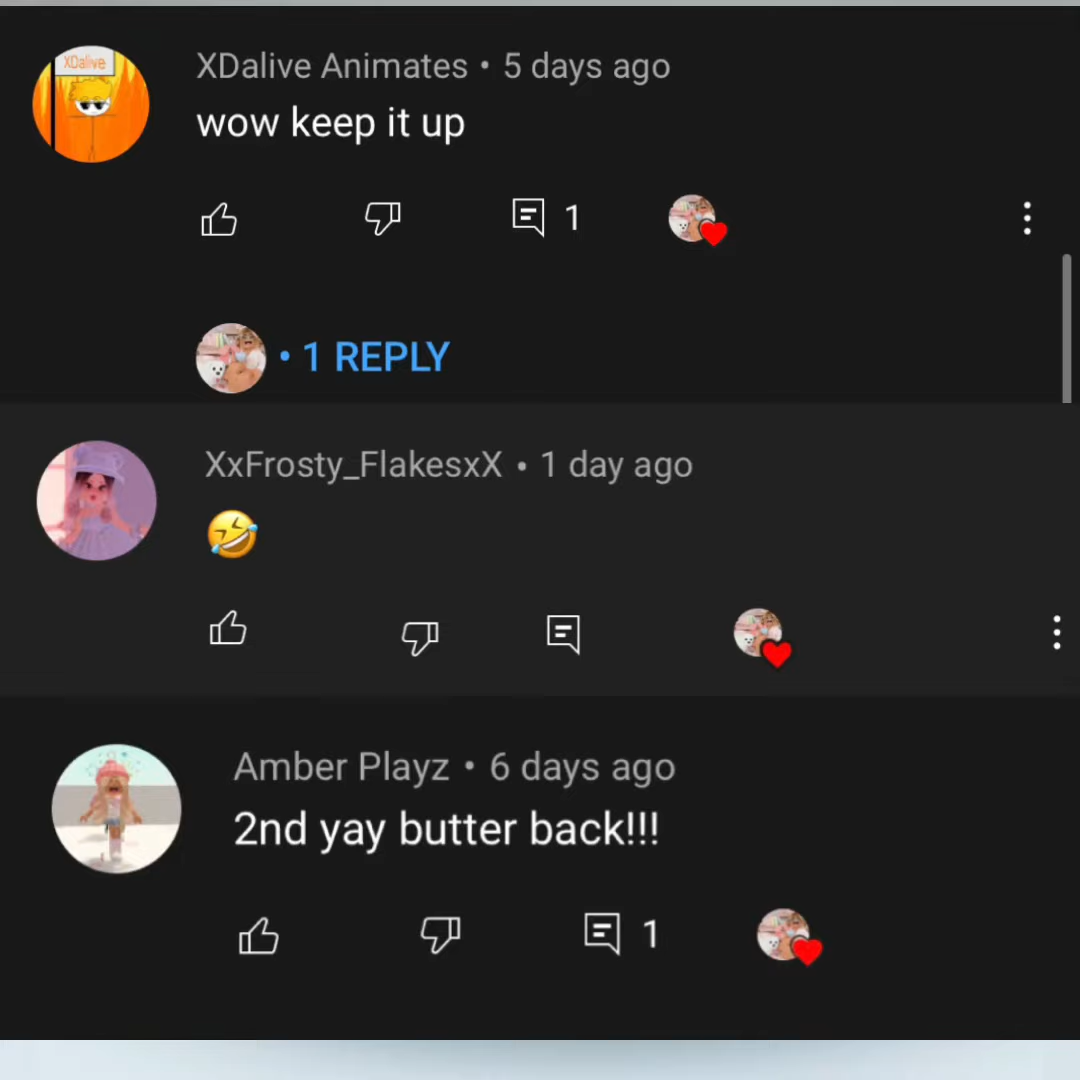 XDalive
XDalive Animates • 5 days ago
wow keep it up
1
• 1 REPLY
XxFrosty_FlakesxX • 1 day ago
🤣
Amber Playz • 6 days ago
2nd yay butter back!!!
1